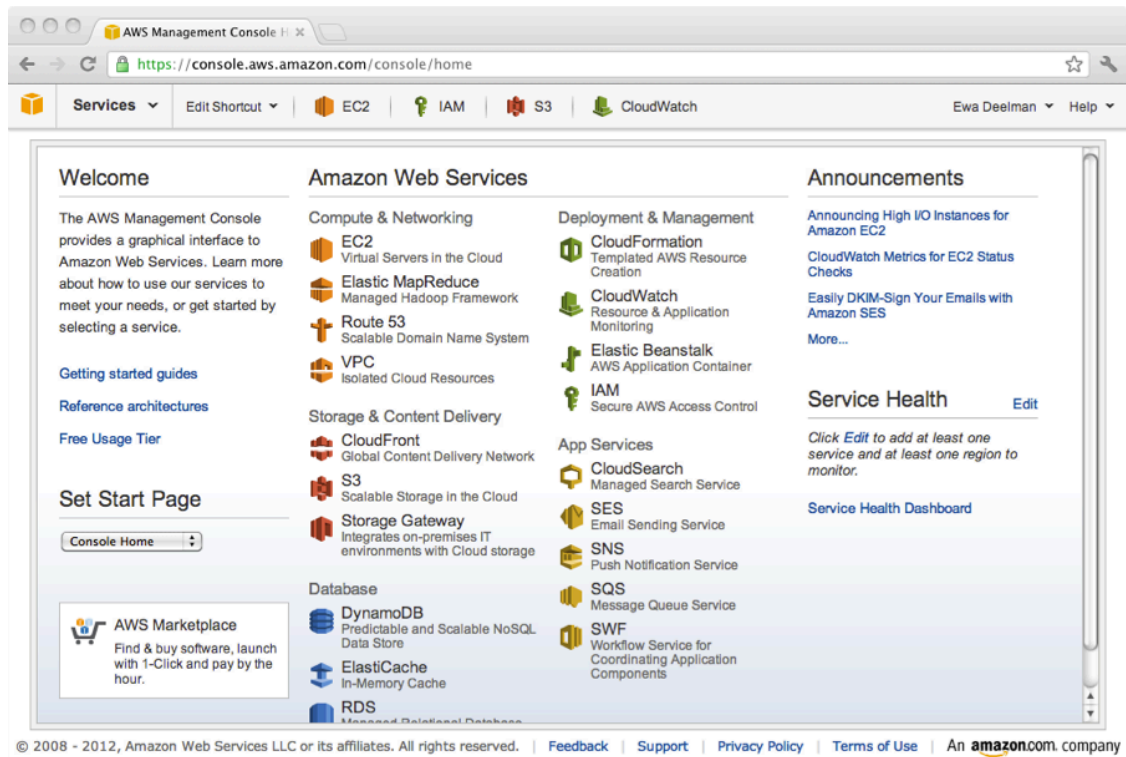 AWS Management Console H
https://console.aws.amazon.com/console/home
Services
Edit Shortcut
EC2
IAM
S3
CloudWatch
Ewa Deelman
Help
Welcome
The AWS Management Console
provides a graphical interface to
Amazon Web Services. Learn more
about how to use our services to
meet your needs, or get started by
selecting a service.
Getting started guides
Reference architectures
Free Usage Tier
Set Start Page
Console Home
AWS Marketplace
Find & buy software, launch
with 1-Click and pay by the
hour.
Amazon Web Services
Compute & Networking
EC2
Virtual Servers in the Cloud
Elastic MapReduce
Managed Hadoop Framework
Route 53
Scalable Domain Name System
VPC
Isolated Cloud Resources
Storage & Content Delivery
CloudFront
Global Content Delivery Network
S3
Scalable Storage in the Cloud
Storage Gateway
Integrates on-premises IT
environments with Cloud storage
Database
DynamoDB
Predictable and Scalable NoSQL
Data Store
ElastiCache
In-Memory Cache
RDS
Managed Relational Database
Deployment & Management
CloudFormation
Templated AWS Resource
Creation
CloudWatch
Resource & Application
Monitoring
Elastic Beanstalk
AWS Application Container
IAM
Secure AWS Access Control
App Services
CloudSearch
Managed Search Service
SES
Email Sending Service
SNS
Push Notification Service
SQS
Message Queue Service
SWF
Workflow Service for
Coordinating Application
Components
Announcements
Announcing High I/O Instances for
Amazon EC2
CloudWatch Metrics for EC2 Status
Checks
Easily DKIM-Sign Your Emails with
Amazon SES
More...
Service Health
Edit
Click Edit to add at least one
service and at least one region to
monitor.
Service Health Dashboard
© 2008 - 2012, Amazon Web Services LLC or its affiliates. All rights reserved. | Feedback | Support | Privacy Policy | Terms of Use | An amazon.com. company